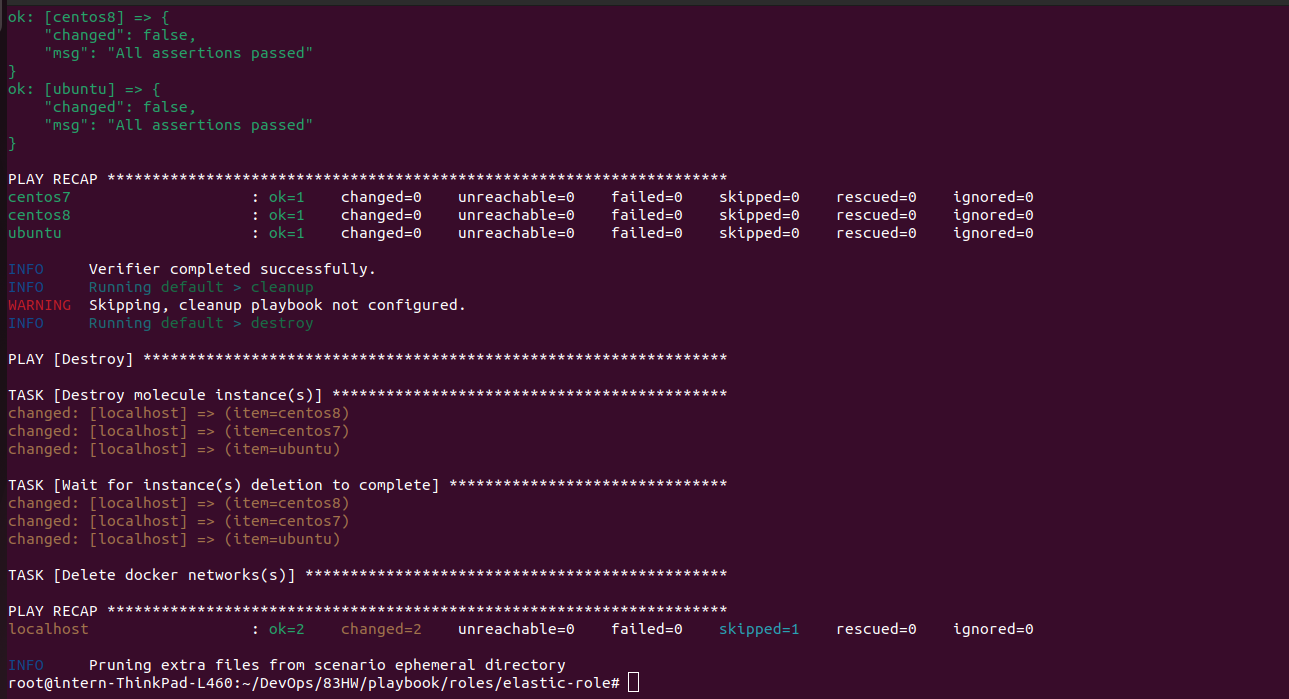 ok: [centos8] => {
    "changed": false,
    "msg": "All assertions passed"
}
ok: [ubuntu] => {
    "changed": false,
    "msg": "All assertions passed"
}
PLAY RECAP *********************************************************************
centos7                    : ok=1    changed=0    unreachable=0    failed=0    skipped=0    rescued=0    ignored=0
centos8                    : ok=1    changed=0    unreachable=0    failed=0    skipped=0    rescued=0    ignored=0
ubuntu                     : ok=1    changed=0    unreachable=0    failed=0    skipped=0    rescued=0    ignored=0
INFO     Verifier completed successfully.
INFO     Running default > cleanup
WARNING  Skipping, cleanup playbook not configured.
INFO     Running default > destroy
PLAY [Destroy] *****************************************************************
TASK [Destroy molecule instance(s)] ********************************************
changed: [localhost] => (item=centos8)
changed: [localhost] => (item=centos7)
changed: [localhost] => (item=ubuntu)
TASK [Wait for instance(s) deletion to complete] *******************************
changed: [localhost] => (item=centos8)
changed: [localhost] => (item=centos7)
changed: [localhost] => (item=ubuntu)
TASK [Delete docker networks(s)] ***********************************************
PLAY RECAP *********************************************************************
localhost                  : ok=2    changed=2    unreachable=0    failed=0    skipped=1    rescued=0    ignored=0
INFO     Pruning extra files from scenario ephemeral directory
root@intern-ThinkPad-L460:~/DevOps/83HW/playbook/roles/elastic-role#